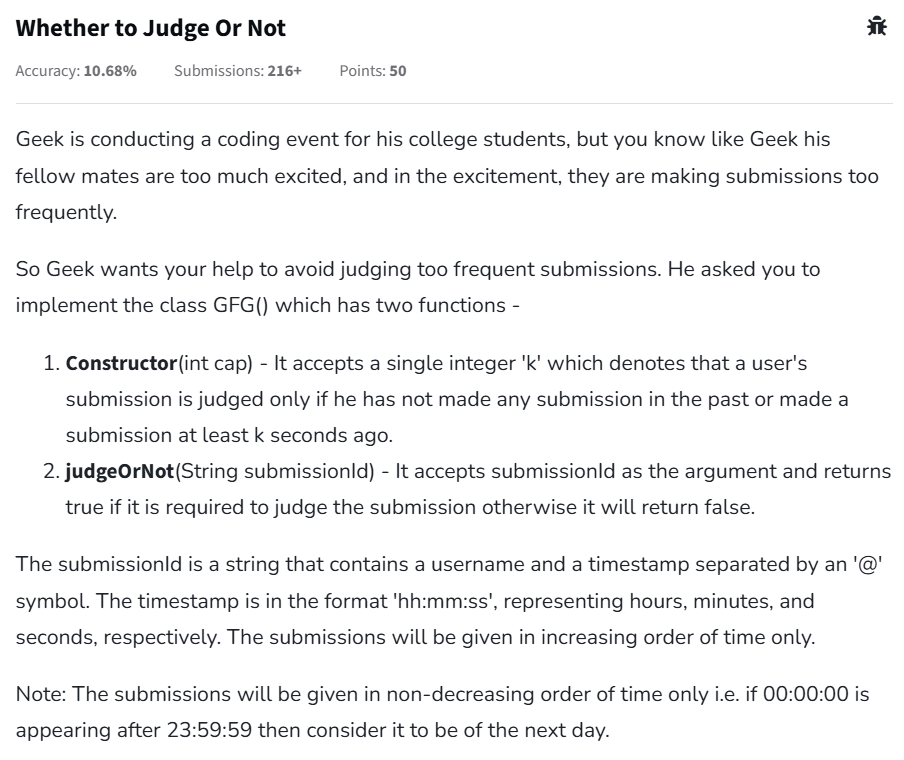 Whether to Judge Or Not
Accuracy: 10.68% Submissions: 216+ Points: 50
Geek is conducting a coding event for his college students, but you know like Geek his
fellow mates are too much excited, and in the excitement, they are making submissions too
frequently.
So Geek wants your help to avoid judging too frequent submissions. He asked you to
implement the class GFG() which has two functions -
1. Constructor(int cap) - It accepts a single integer 'k' which denotes that a user's
submission is judged only if he has not made any submission in the past or made a
submission at least k seconds ago.
2. judgeOrNot(String submissionId) - It accepts submissionId as the argument and returns
true if it is required to judge the submission otherwise it will return false.
The submissionId is a string that contains a username and a timestamp separated by an '@'
symbol. The timestamp is in the format 'hh:mm:ss', representing hours, minutes, and
seconds, respectively. The submissions will be given in increasing order of time only.
Note: The submissions will be given in non-decreasing order of time only i.e. if 00:00:00 is
appearing after 23:59:59 then consider it to be of the next day.